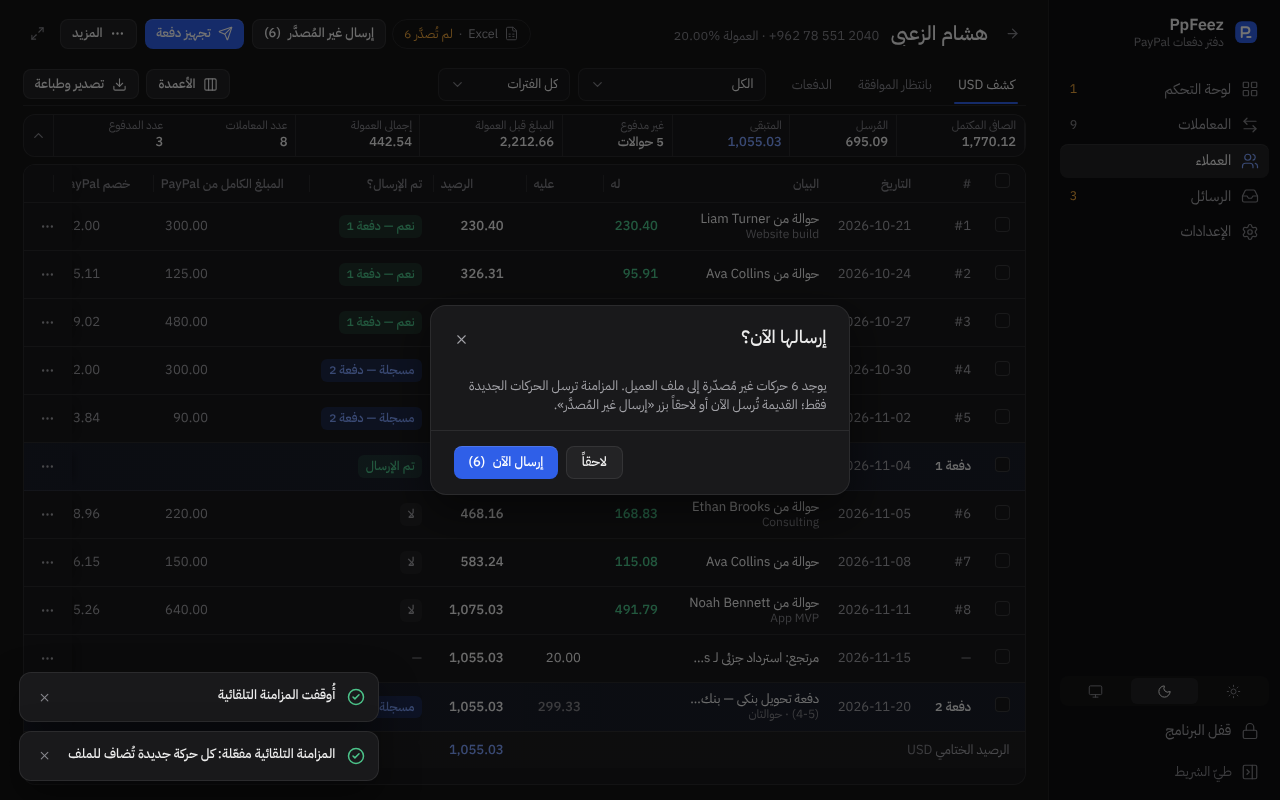 PpFeez
دفتر دفعات PayPal
لوحة التحكم 1
المعاملات 9
العملاء
الرسائل 3
الإعدادات
قفل البرنامج
طيّ الشريط
هشام الزعبي
+962 78 551 2040 · العمولة 20.00%
Excel · لم تُصدَّر 6
إرسال غير المُصدَّر (6)
تجهيز دفعة
المزيد
كشف USD
بانتظار الموافقة
الدفعات
الكل
كل الفترات
الأعمدة
تصدير وطباعة
الصافي المكتمل
1,770.12
المُرسل
695.09
المتبقي
1,055.03
غير مدفوع
5 حوالات
المبلغ قبل العمولة
2,212.66
إجمالي العمولة
442.54
عدد المعاملات
8
عدد المدفوع
3
# التاريخ البيان له عليه الرصيد تم الإرسال؟ المبلغ الكامل من PayPal خصم
#1 2026-10-21 حوالة من Liam Turner 230.40 230.40 نعم — دفعة 1 300.00 2.00
Website build
#2 2026-10-24 حوالة من Ava Collins 95.91 326.31 نعم — دفعة 1 125.00 5.11
#3 2026-10-27 نعم — دفعة 1 480.00 9.02
#4 2026-10-30 مسجلة — دفعة 2 300.00 2.00
#5 2026-11-02 مسجلة — دفعة 2 90.00 3.84
دفعة 1 2026-11-04 تم الإرسال
#6 2026-11-05 حوالة من Ethan Brooks 168.83 468.16 لا 220.00 8.96
Consulting
#7 2026-11-08 حوالة من Ava Collins 115.08 583.24 لا 150.00 6.15
#8 2026-11-11 حوالة من Noah Bennett 491.79 1,075.03 لا 640.00 5.26
App MVP
— 2026-11-15 مرتجع: استرداد جزئي لـ s... 20.00 1,055.03 —
دفعة 2 2026-11-20 دفعة تحويل بنكي — بنك... 299.33 1,055.03 مسجلة
(4-5) · حوالتان
الرصيد الختامي USD 1,055.03
إرسالها الآن؟
يوجد 6 حركات غير مُصدّرة إلى ملف العميل. المزامنة ترسل الحركات الجديدة
فقط؛ القديمة تُرسل الآن أو لاحقاً بزر «إرسال غير المُصدَّر».
لاحقاً
إرسال الآن (6)
أُوقفت المزامنة التلقائية
المزامنة التلقائية مفعّلة: كل حركة جديدة تُضاف للملف